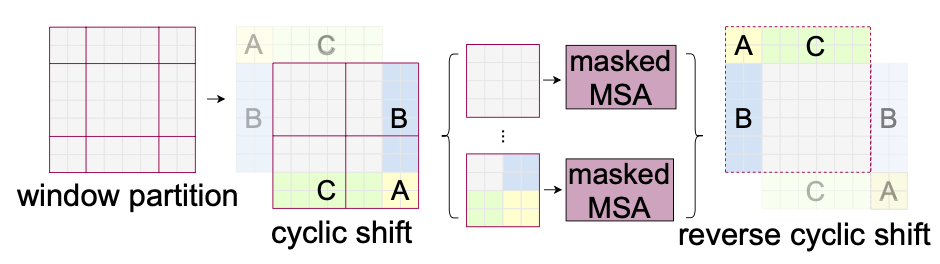 window partition
A
C
B
B
C
A
cyclic shift
masked
MSA
...
masked
MSA
A
C
B
B
C
A
reverse cyclic shift